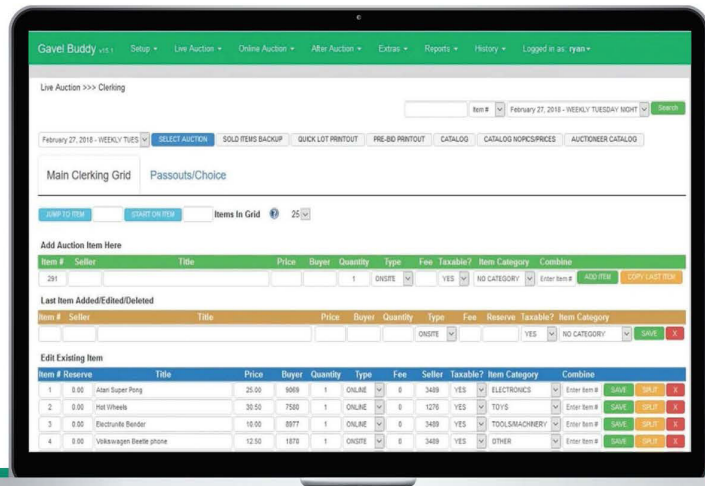 Gavel Buddy v15.1 Setup Live Auction Online Auction After Auction Extras Reports History Logged in as: ryan
Live Auction >>> Clerking
Item # February 27, 2018 - WEEKLY TUESDAY NIGHT Search
February 27, 2018 - WEEKLY TUES SELECT AUCTION SOLD ITEMS BACKUP QUICK LOT PRINTOUT PRE-BID PRINTOUT CATALOG CATALOG NOPICS/PRICES AUCTIONEER CATALOG
Main Clerking Grid Passouts/Choice
JUMP TO ITEM START ON ITEM Items In Grid ? 25
Add Auction Item Here
Item # Seller Title Price Buyer Quantity Type Fee Taxable? Item Category Combine
291 1 ONSITE YES NO CATEGORY Enter Item # ADD ITEM COPY LAST ITEM
Last Item Added/Edited/Deleted
Item # Seller Title Price Buyer Quantity Type Fee Reserve Taxable? Item Category
ONSITE YES NO CATEGORY SAVE X
Edit Existing Item
Item # Reserve Title Price Buyer Quantity Type Fee Seller Taxable? Item Category Combine
1 0.00 Atari Super Pong 25.00 9069 1 ONLINE 0 3489 YES ELECTRONICS Enter Item # SAVE SPLIT X
2 0.00 Hot Wheels 30.50 7580 1 ONLINE 0 1276 YES TOYS Enter Item # SAVE SPLIT X
3 0.00 Electrunite Bender 10.00 8977 1 ONLINE 0 3489 YES TOOLS/MACHINERY Enter Item # SAVE SPLIT X
4 0.00 Volkswagen Beetle phone 12.50 1878 1 ONSITE 0 3489 YES OTHER Enter Item # SAVE SPLIT X